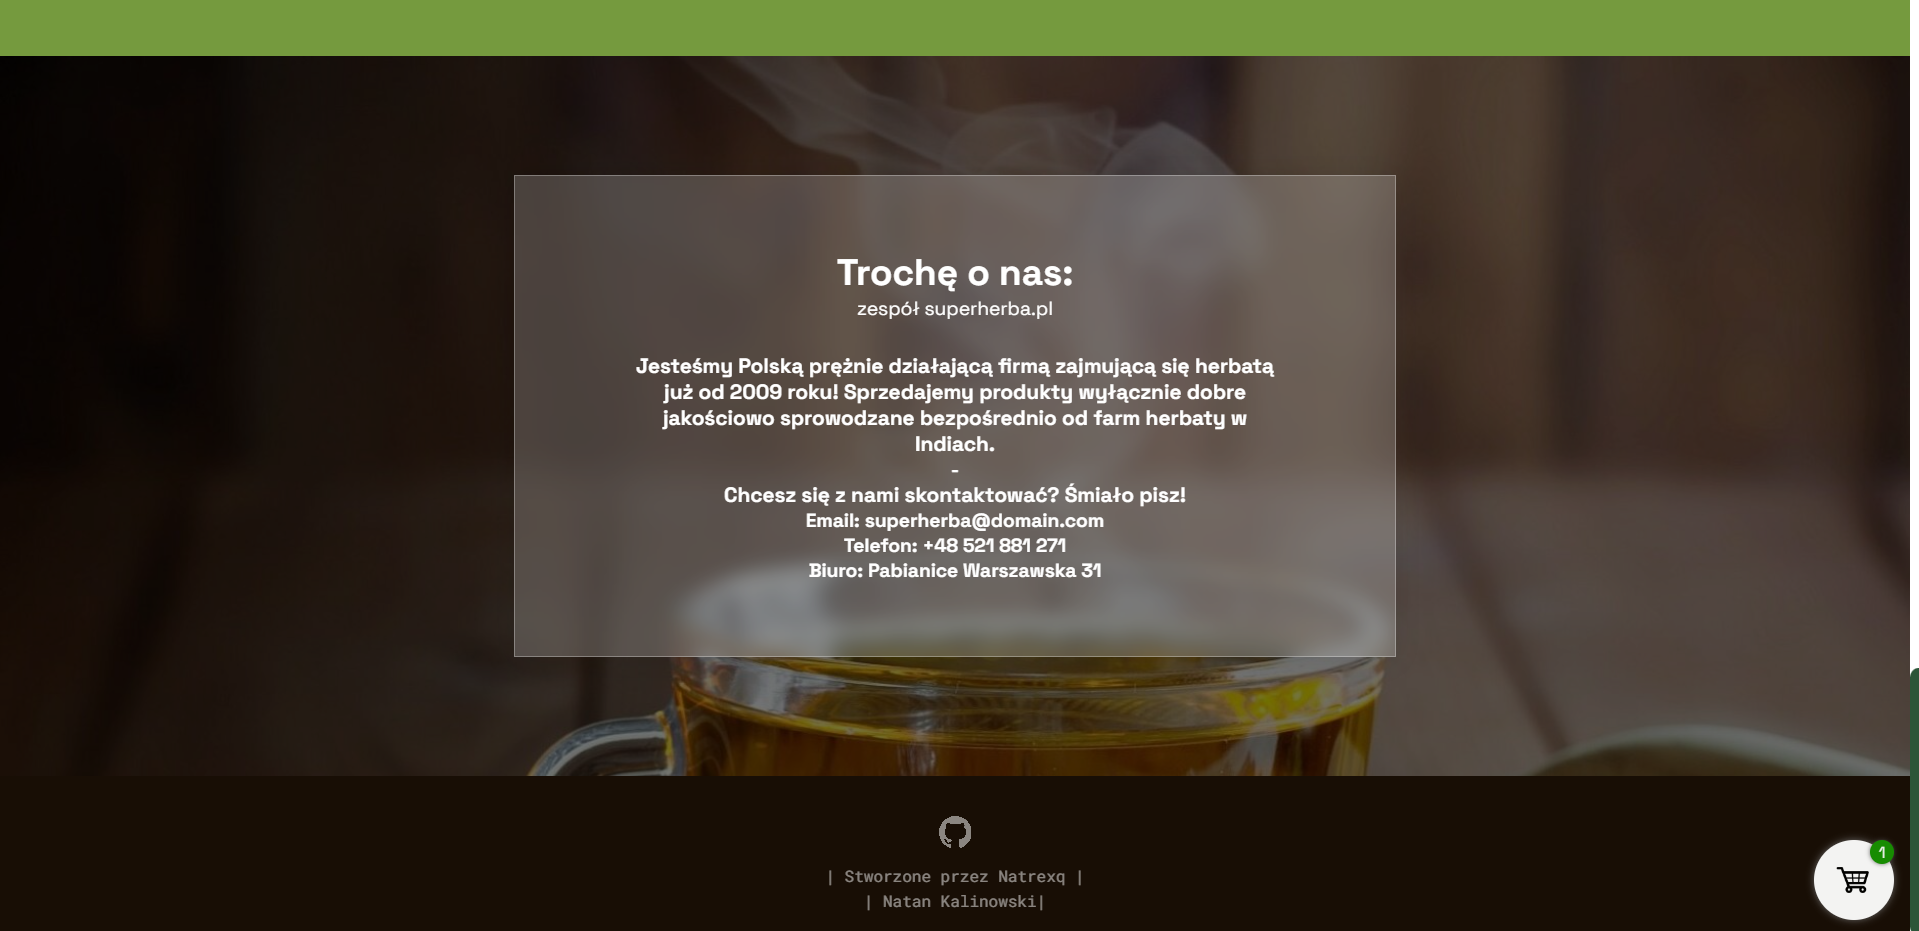 Trochę o nas:
zespół superherba.pl
Jesteśmy Polską prężnie działającą firmą zajmującą się herbatą
już od 2009 roku! Sprzedajemy produkty wyłącznie dobre
jakościowo sprowadzane bezpośrednio od farm herbaty w
Indiach.
-
Chcesz się z nami skontaktować? Śmiało pisz!
Email: superherba@domain.com
Telefon: +48 521 881 271
Biuro: Pabianice Warszawska 31
| Stworzone przez Natrexq |
| Natan Kalinowski|
1